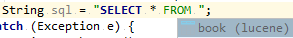 String sql = "SELECT * FROM ";
atch (Exception e) {
book (lucene)